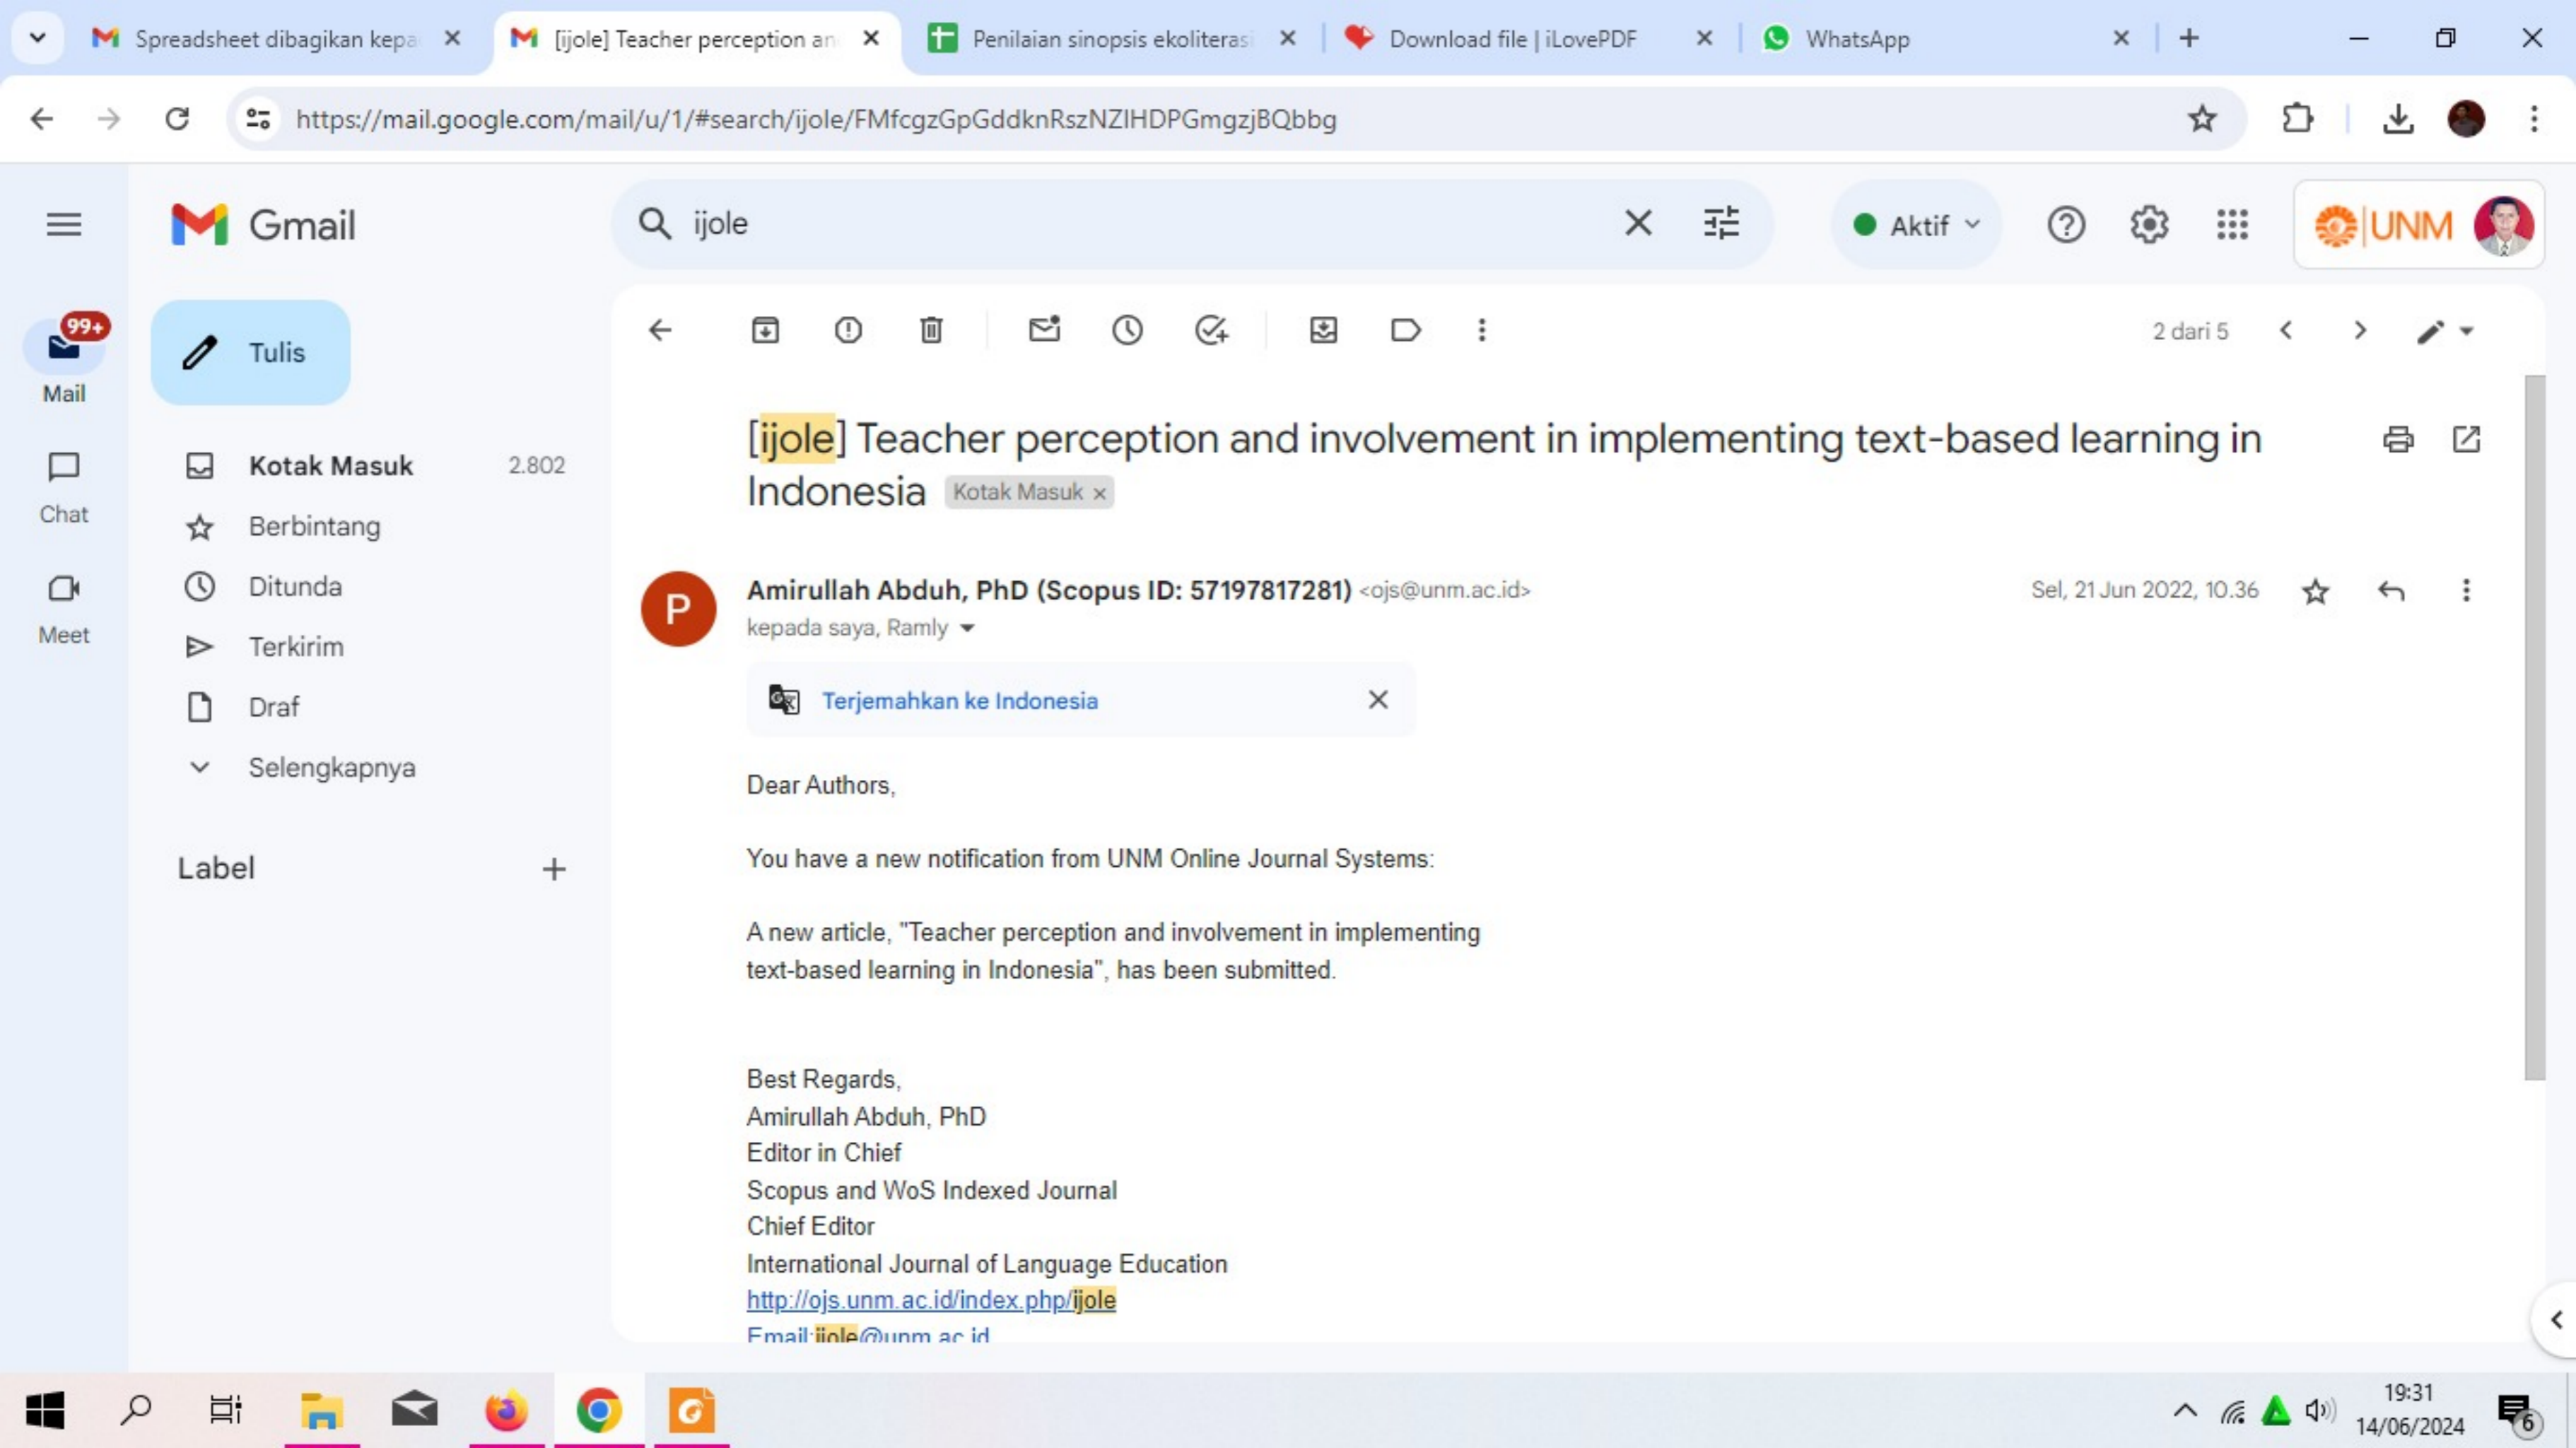 Spreadsheet dibagikan kepa
[ijole] Teacher perception an
Penilaian sinopsis ekoliterasi
Download file | iLovePDF
WhatsApp
https://mail.google.com/mail/u/1/#search/ijole/FMfcgzGpGddknRszNZlHDPGmgzjBQbbg
Gmail
ijole
Aktif
UNM
99+
Mail
Chat
Meet
Tulis
Kotak Masuk 2.802
Berbintang
Ditunda
Terkirim
Draf
Selengkapnya
Label
2 dari 5
[ijole] Teacher perception and involvement in implementing text-based learning in
Indonesia Kotak Masuk
P
Amirullah Abduh, PhD (Scopus ID: 57197817281) <ojs@unm.ac.id>
Sel, 21 Jun 2022, 10.36
kepada saya, Ramly
Terjemahkan ke Indonesia
Dear Authors,
You have a new notification from UNM Online Journal Systems:
A new article, "Teacher perception and involvement in implementing
text-based learning in Indonesia", has been submitted.
Best Regards,
Amirullah Abduh, PhD
Editor in Chief
Scopus and WoS Indexed Journal
Chief Editor
International Journal of Language Education
http://ojs.unm.ac.id/index.php/ijole
Email:ijole@unm.ac.id
19:31
14/06/2024
6